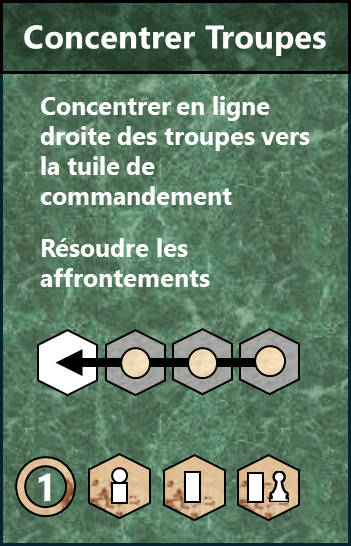 Concentrer Troupes
Concentrer en ligne
droite des troupes vers
la tuile de
commandement
Résoudre les
affrontements
1